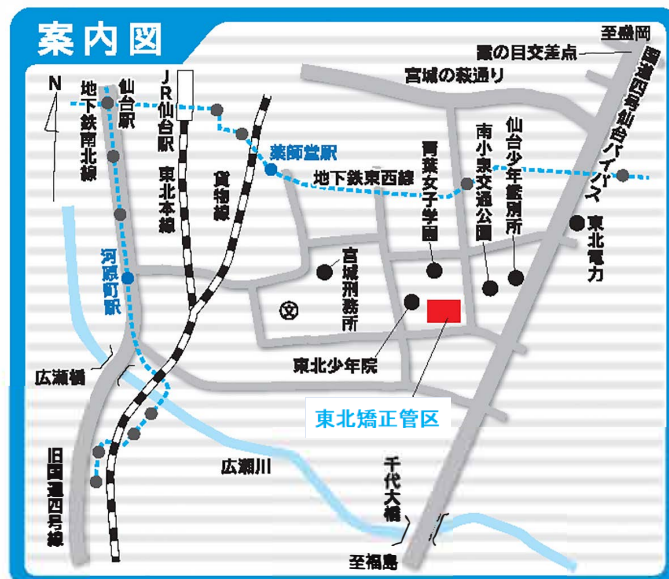 案内図
至盛岡
霞の目交差点
宮城の萩通り
国道四号仙台バイパス
N
地下鉄南北線
仙台駅
JR仙台駅
東北本線
貨物線
薬師堂駅
地下鉄東西線
青葉女子学園
南小泉交通公園
仙台少年鑑別所
東北電力
河原町駅
宮城刑務所
文
東北少年院
東北矯正管区
広瀬橋
広瀬川
旧国道四号線
千代大橋
至福島